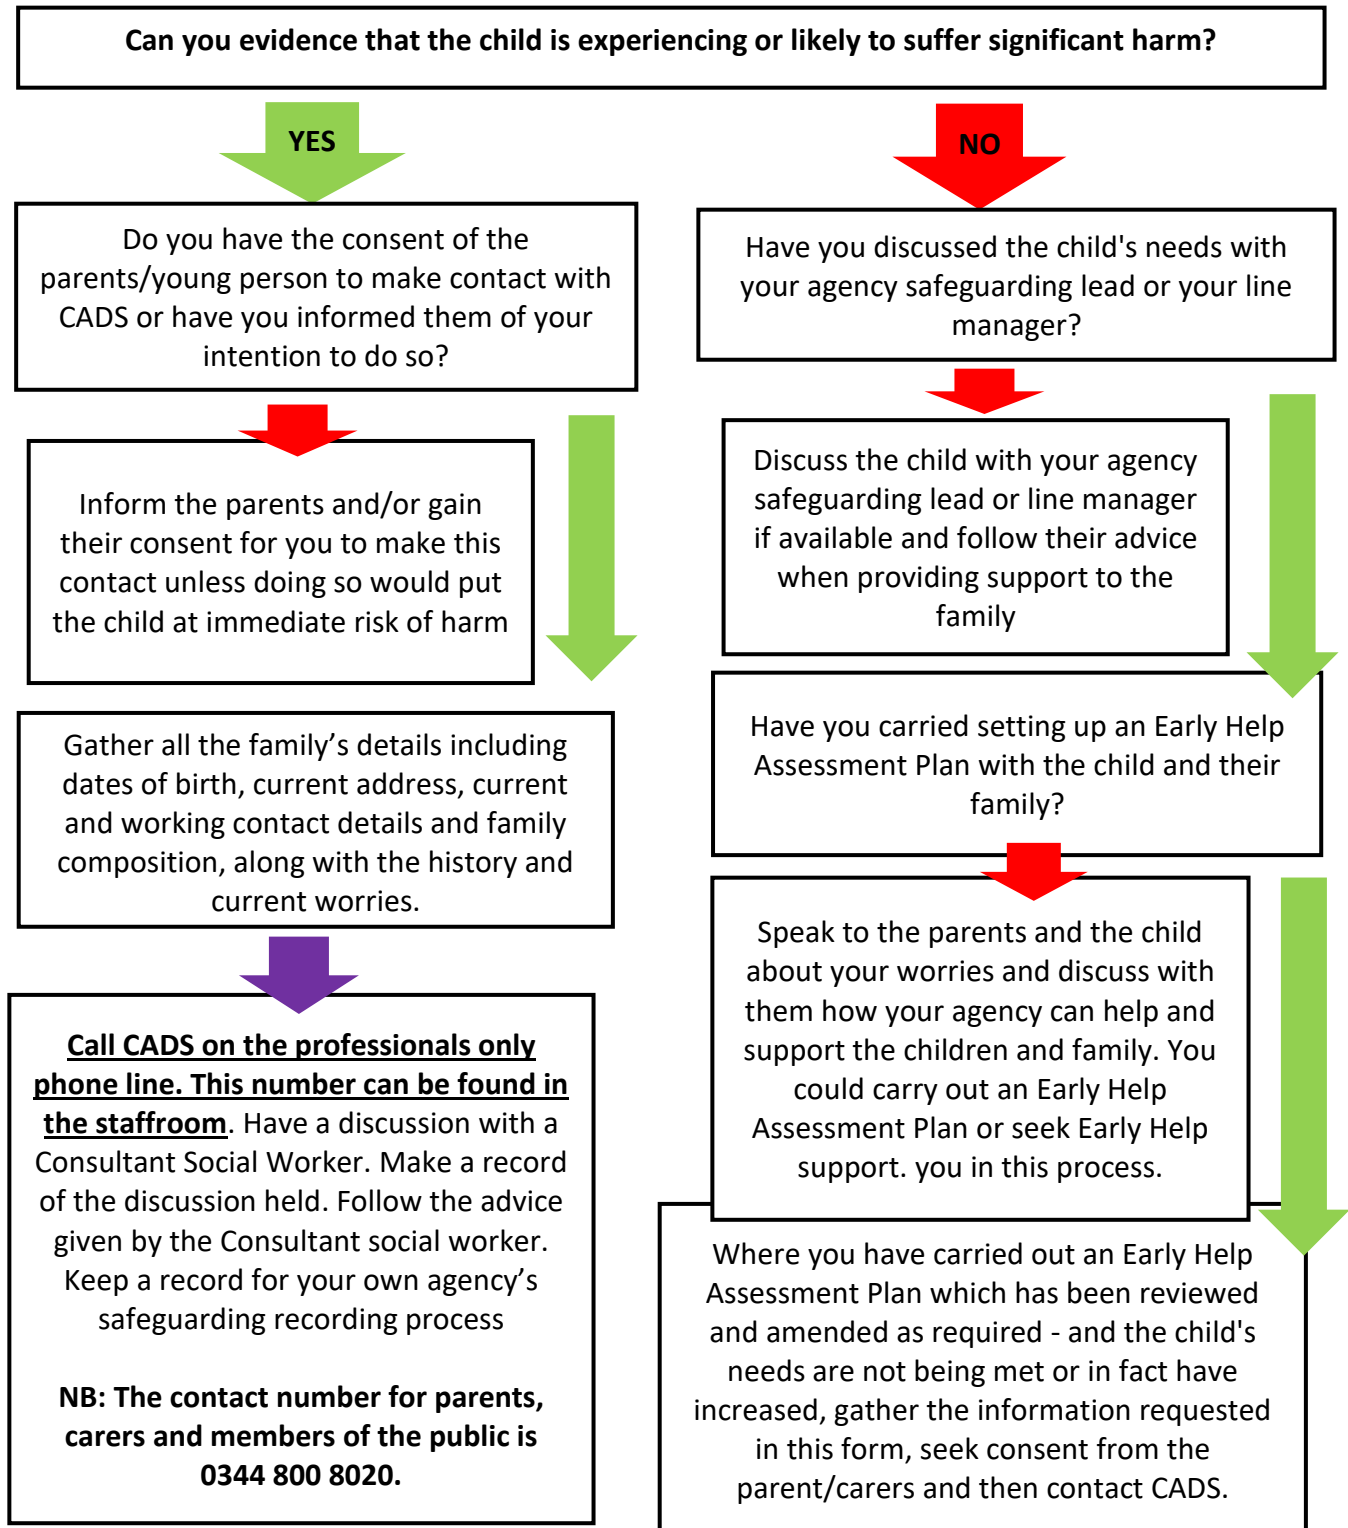 Can you evidence that the child is experiencing or likely to suffer significant harm?
YES
NO
Do you have the consent of the
parents/young person to make contact with
CADS or have you informed them of your
intention to do so?
Have you discussed the child's needs with
your agency safeguarding lead or your line
manager?
Inform the parents and/or gain
their consent for you to make this
contact unless doing so would put
the child at immediate risk of harm
Discuss the child with your agency
safeguarding lead or line manager
if available and follow their advice
when providing support to the
family
Gather all the family’s details including
dates of birth, current address, current
and working contact details and family
composition, along with the history and
current worries.
Have you carried setting up an Early Help
Assessment Plan with the child and their
family?
Call CADS on the professionals only
phone line. This number can be found in
the staffroom. Have a discussion with a
Consultant Social Worker. Make a record
of the discussion held. Follow the advice
given by the Consultant social worker.
Keep a record for your own agency’s
safeguarding recording process
NB: The contact number for parents,
carers and members of the public is
0344 800 8020.
Speak to the parents and the child
about your worries and discuss with
them how your agency can help and
support the children and family. You
could carry out an Early Help
Assessment Plan or seek Early Help
support. you in this process.
Where you have carried out an Early Help
Assessment Plan which has been reviewed
and amended as required - and the child's
needs are not being met or in fact have
increased, gather the information requested
in this form, seek consent from the
parent/carers and then contact CADS.